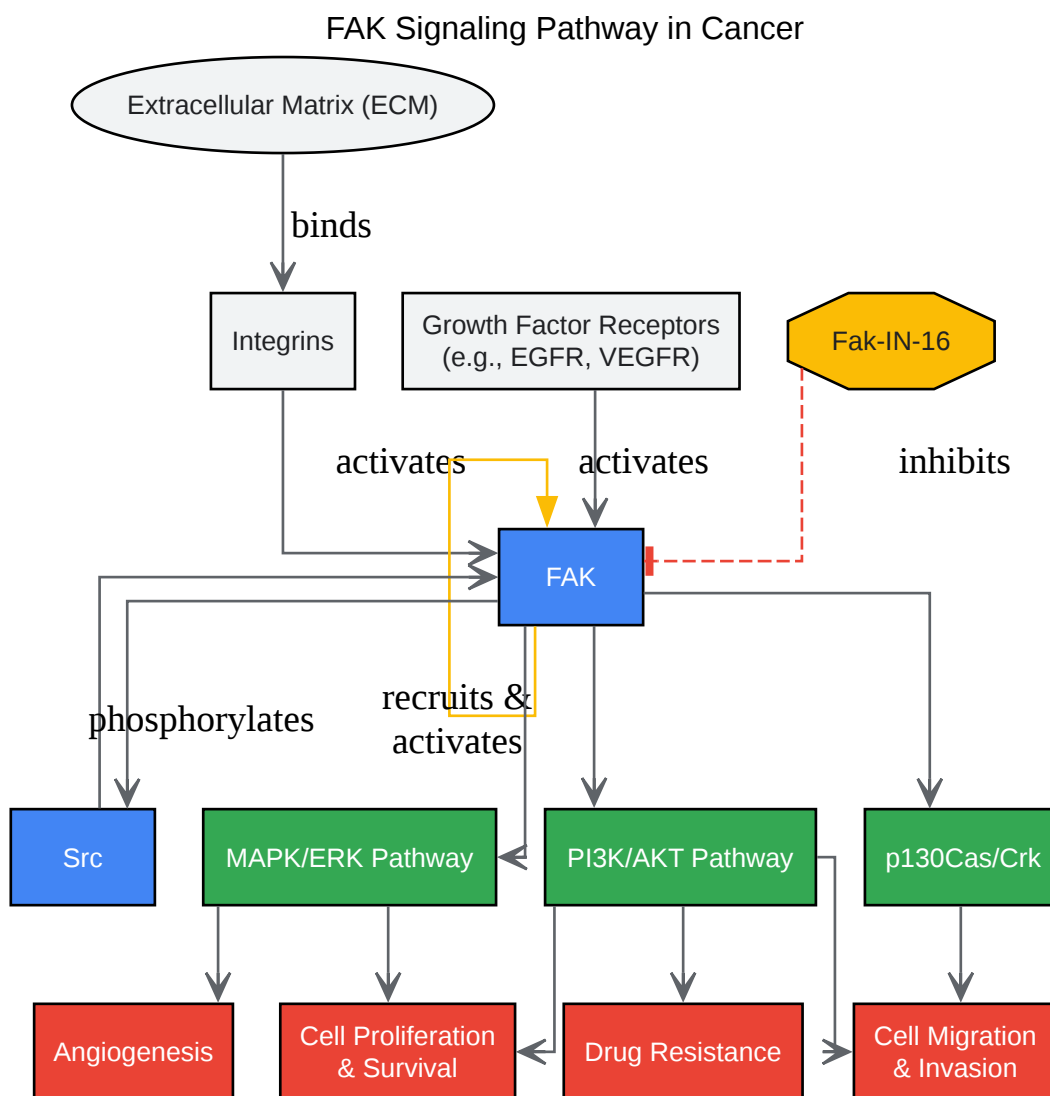 FAK Signaling Pathway in Cancer
Extracellular Matrix (ECM)
binds
Integrins
Growth Factor Receptors
(e.g., EGFR, VEGFR)
Fak-IN-16
activates
activates
inhibits
FAK
phosphorylates
recruits &
activates
Src
MAPK/ERK Pathway
PI3K/AKT Pathway
p130Cas/Crk
Angiogenesis
Cell Proliferation
& Survival
Drug Resistance
Cell Migration
& Invasion